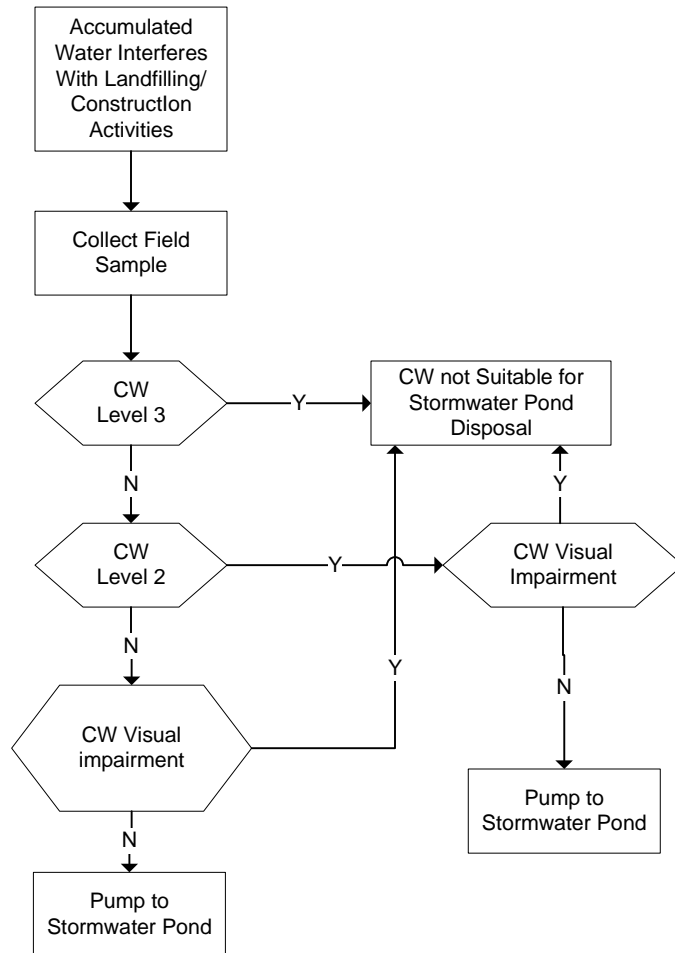 Accumulated
Water Interferes
With Landfilling/
ConstructIon
Activities
Collect Field
Sample
CW
Level 3
Y
CW not Suitable for
Stormwater Pond
Disposal
N
Y
CW
Level 2
Y
CW Visual
Impairment
N
Y
N
CW Visual
impairment
Pump to
Stormwater Pond
N
Pump to
Stormwater Pond